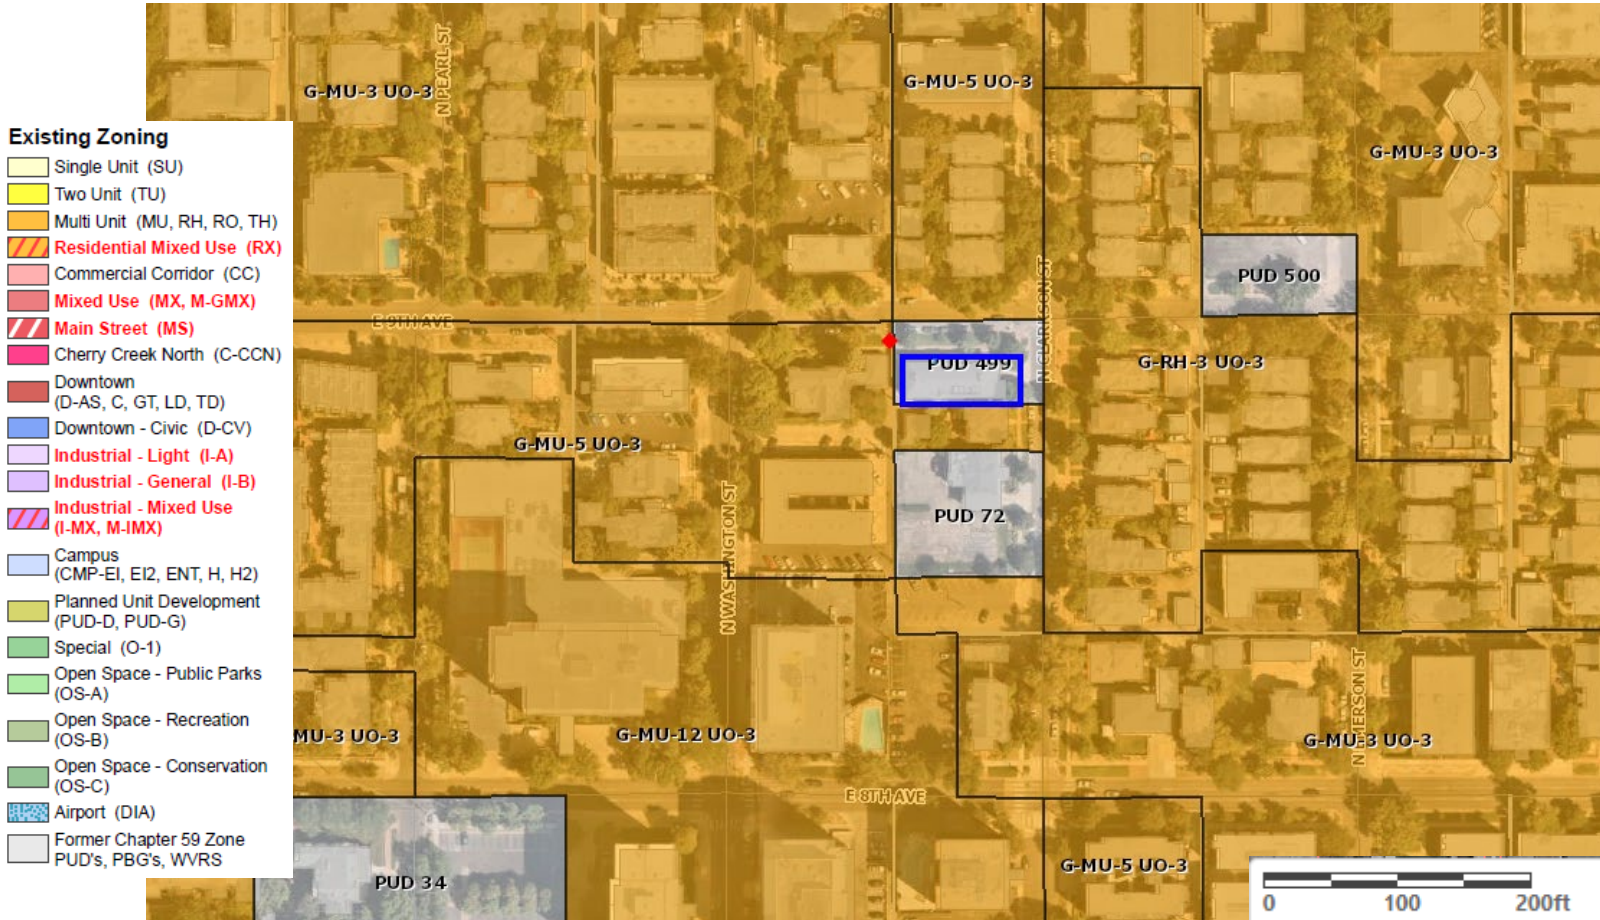 G-MU-3 UO-3
N PEARL ST
G-MU-5 UO-3
G-MU-3 UO-3
Existing Zoning
Single Unit (SU)
Two Unit (TU)
Multi Unit (MU, RH, RO, TH)
Residential Mixed Use (RX)
Commercial Corridor (CC)
Mixed Use (MX, M-GMX)
Main Street (MS)
Cherry Creek North (C-CCN)
Downtown
(D-AS, C, GT, LD, TD)
Downtown - Civic (D-CV)
Industrial - Light (I-A)
Industrial - General (I-B)
Industrial - Mixed Use
(I-MX, M-IMX)
Campus
(CMP-EI, EI2, ENT, H, H2)
Planned Unit Development
(PUD-D, PUD-G)
Special (O-1)
Open Space - Public Parks
(OS-A)
Open Space - Recreation
(OS-B)
Open Space - Conservation
(OS-C)
Airport (DIA)
Former Chapter 59 Zone
PUD's, PBG's, WVRS
PUD 500
E 9TH AVE
N CLARKSON ST
PUD 499
G-RH-3 UO-3
G-MU-5 UO-3
N WASHINGTON ST
PUD 72
MU-3 UO-3
G-MU-12 UO-3
G-MU-3 UO-3
N EMERSON ST
E 8TH AVE
G-MU-5 UO-3
PUD 34
0 100 200ft